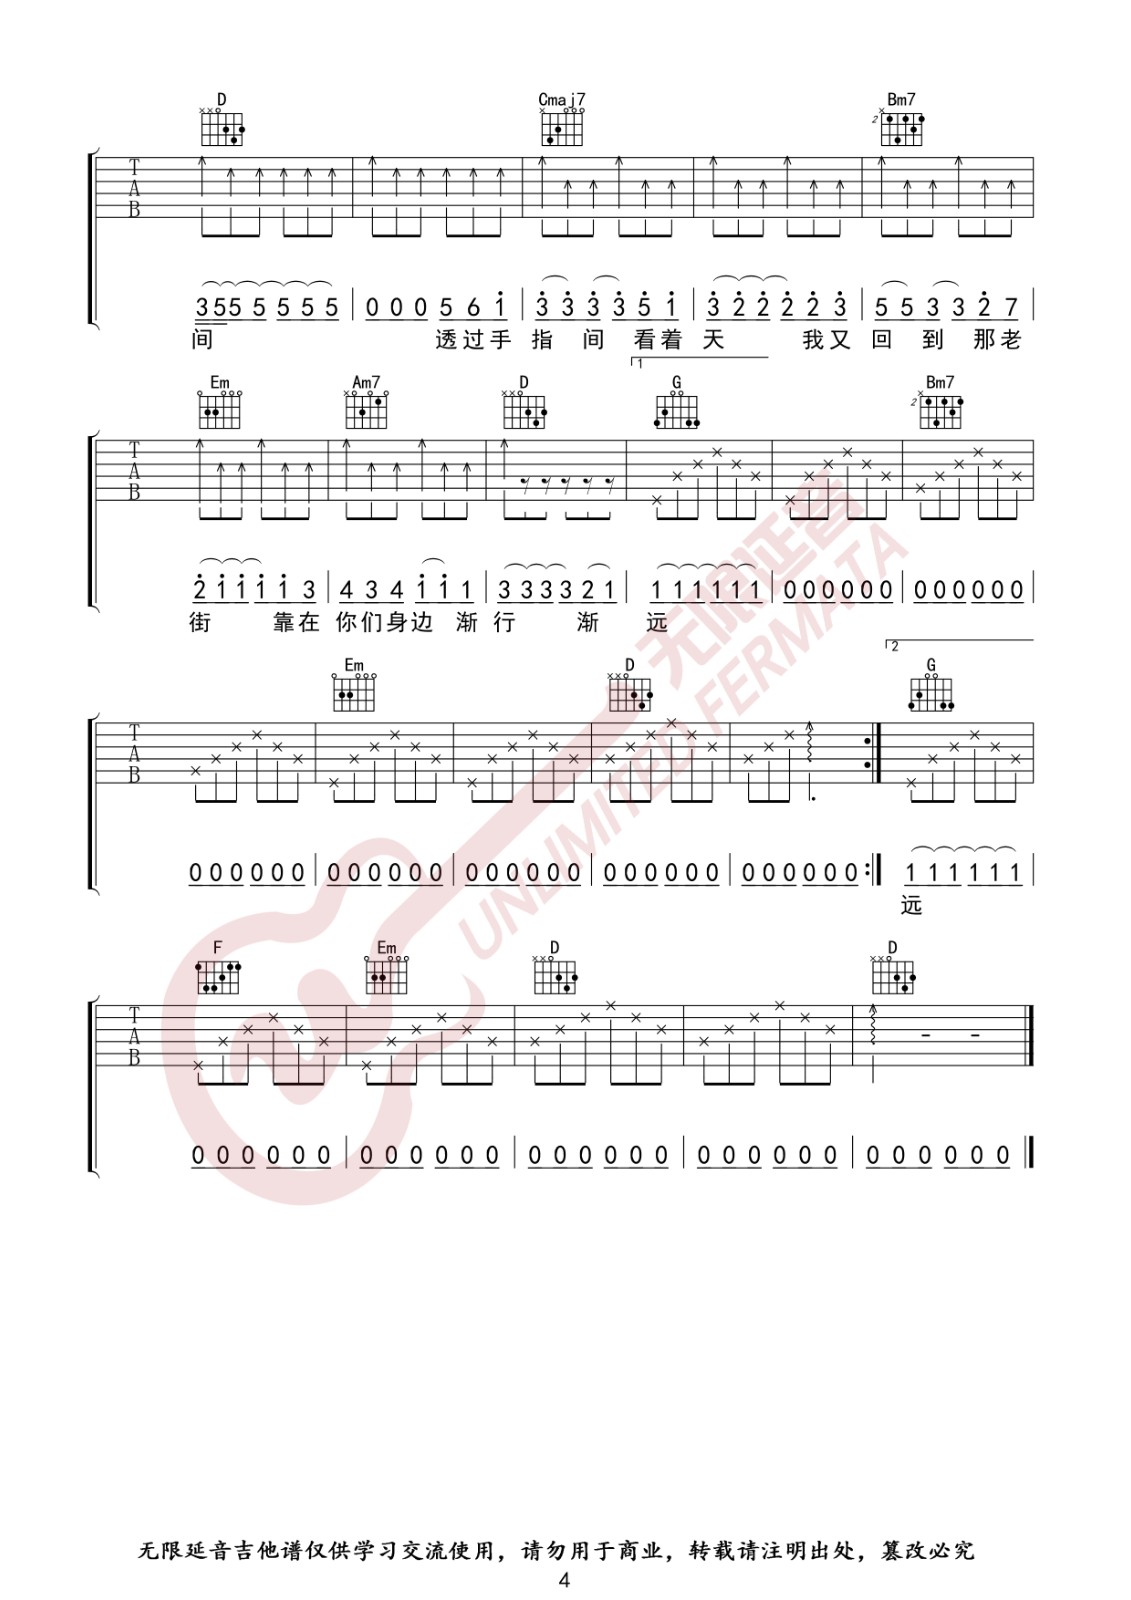 D Cmaj7 Bm7
2
T
A
B
355 5 5 5 5 0 0 0 5 6 1 3 3 3 3 5 1 3 2 2 2 2 3 5 5 3 3 2 7
间 透过手 指 间 看着 天 我又 回 到 那老
1
Em Am7 D G Bm7
2
T
A
B
2 1 1 1 1 3 4 3 4 1 1 1 3 3 3 3 2 1 1 1 1 1 1 1 0 0 0 0 0 0 0 0 0 0 0 0
街 靠在 你们身边 渐 行 渐 远
2
Em D G
T
A
B
0 0 0 0 0 0 0 0 0 0 0 0 0 0 0 0 0 0 0 0 0 0 0 0 0 0 0 0 0 0 1 1 1 1 1 1
远
F Em D D
T
A
B
0 0 0 0 0 0 0 0 0 0 0 0 0 0 0 0 0 0 0 0 0 0 0 0 0 0 0 0 0 0
无限延音
UNLIMITED FERMATA
无限延音吉他谱仅供学习交流使用，请勿用于商业，转载请注明出处，篡改必究
4